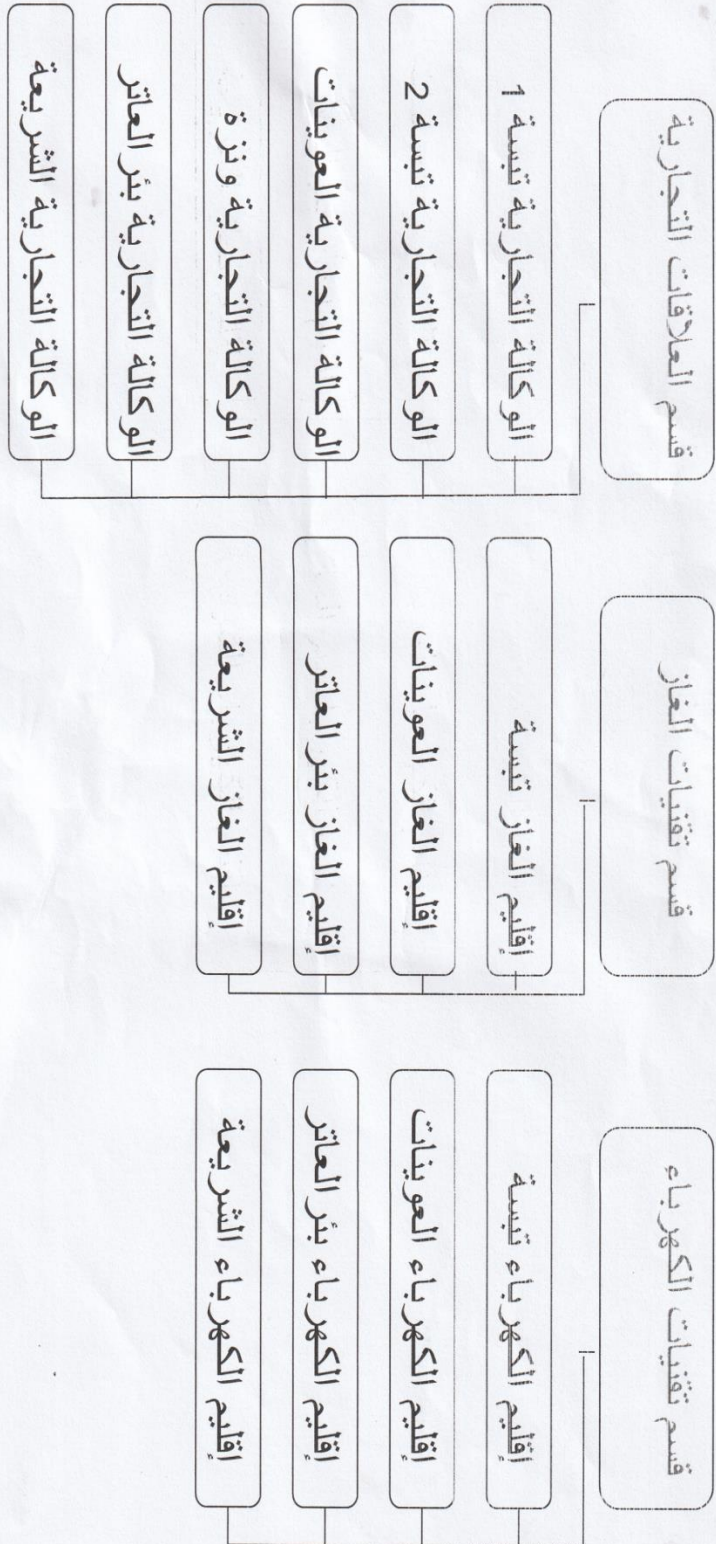 قسم العلاقات التجارية
الوكالة التجارية تبسة 1
الوكالة التجارية تبسة 2
الوكالة التجارية العوينات
الوكالة التجارية ونزة
الوكالة التجارية بئر العاتر
الوكالة التجارية الشريعة
قسم تقنيات الغاز
إقليم الغاز تبسة
إقليم الغاز العوينات
إقليم الغاز بئر العاتر
إقليم الغاز الشريعة
قسم تقنيات الكهرباء
إقليم الكهرباء تبسة
إقليم الكهرباء العوينات
إقليم الكهرباء بئر العاتر
إقليم الكهرباء الشريعة